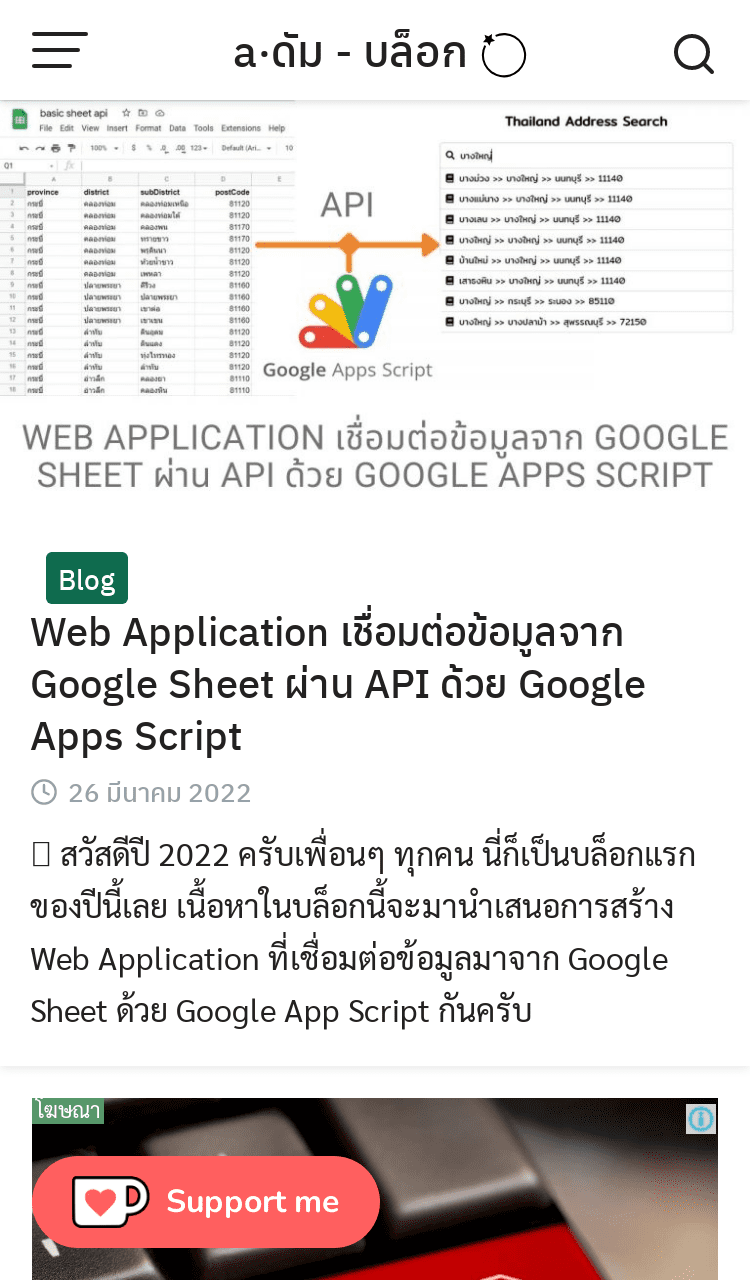 a·ดัม - บล็อก
basic sheet api
File Edit View Insert Format Data Tools Extensions Help
100%
Default (Ari...
10
Q1
province district subDistrict postCode
กระบี่ คลองท่อม คลองท่อมเหนือ 81120
กระบี่ คลองท่อม คลองท่อมใต้ 81120
กระบี่ คลองท่อม คลองพน 81170
กระบี่ คลองท่อม ทรายขาว 81170
กระบี่ คลองท่อม พรุดินนา 81120
กระบี่ คลองท่อม ห้วยน้ำขาว 81120
กระบี่ คลองท่อม เพหลา 81120
กระบี่ ปลายพระยา คีรีวง 81160
กระบี่ ปลายพระยา ปลายพระยา 81160
กระบี่ ปลายพระยา เขาต่อ 81160
กระบี่ ปลายพระยา เขาเขน 81160
กระบี่ ลำทับ ดินอุดม 81120
กระบี่ ลำทับ ดินแดง 81120
กระบี่ ลำทับ ทุ่งไทรทอง 81120
กระบี่ ลำทับ ลำทับ 81120
กระบี่ อ่าวลึก คลองยา 81110
กระบี่ อ่าวลึก คลองหิน 81110
API
Google Apps Script
Thailand Address Search
บางใหญ่
บางม่วง >> บางใหญ่ >> นนทบุรี >> 11140
บางแม่นาง >> บางใหญ่ >> นนทบุรี >> 11140
บางเลน >> บางใหญ่ >> นนทบุรี >> 11140
บางใหญ่ >> บางใหญ่ >> นนทบุรี >> 11140
บ้านใหม่ >> บางใหญ่ >> นนทบุรี >> 11140
เสาธงหิน >> บางใหญ่ >> นนทบุรี >> 11140
บางใหญ่ >> กระบุรี >> ระนอง >> 85110
บางใหญ่ >> บางปลาม้า >> สุพรรณบุรี >> 72150
WEB APPLICATION เชื่อมต่อข้อมูลจาก GOOGLE
SHEET ผ่าน API ด้วย GOOGLE APPS SCRIPT
Blog
Web Application เชื่อมต่อข้อมูลจาก
Google Sheet ผ่าน API ด้วย Google
Apps Script
26 มีนาคม 2022
สวัสดีปี 2022 ครับเพื่อนๆ ทุกคน นี่ก็เป็นบล็อกแรก
ของปีนี้เลย เนื้อหาในบล็อกนี้จะมานำเสนอการสร้าง
Web Application ที่เชื่อมต่อข้อมูลมาจาก Google
Sheet ด้วย Google App Script กันครับ
โฆษณา
Support me